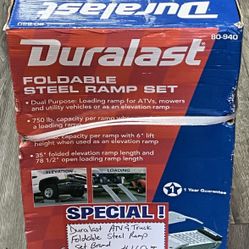 Duralast
80-940
Duralast
FOLDABLE
STEEL RAMP SET
• Dual Purpose: Loading ramp for ATVs, mowers
and utility vehicles or as an elevation ramp
• 750 lb. capacity per ramp
a loading ramp
capacity per ramp with 6" lift
height when used as an elevation ramp
• 35" folded elevation ramp length and
78 1/2" open loading ramp length
ELEVATION
LOADING
1 Year Guarantee
SPECIAL!
Duralast ATV & Truck
Foldable Steel Ramp
Set Brand